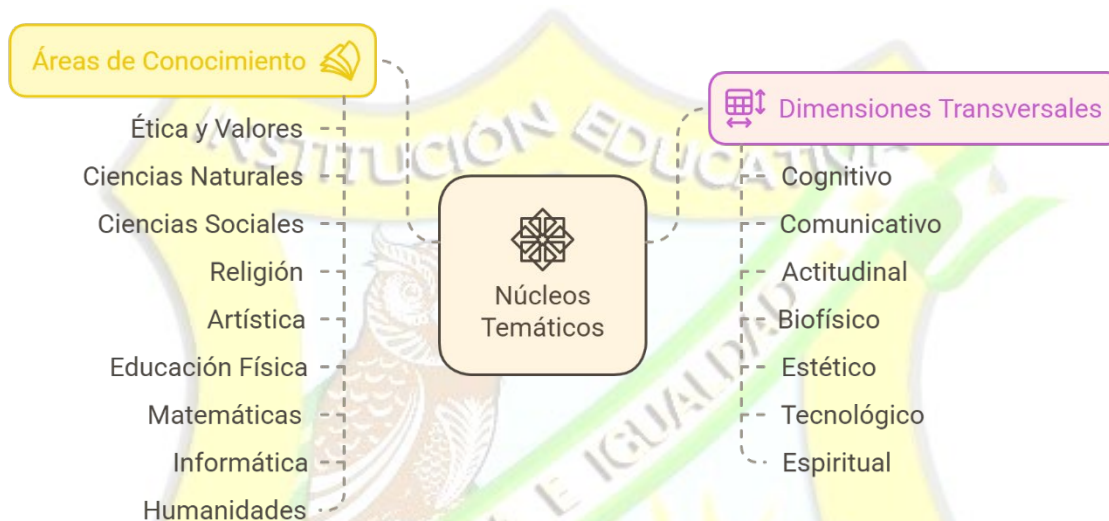 Áreas de Conocimiento
Ética y Valores
Ciencias Naturales
Ciencias Sociales
Religión
Artística
Educación Física
Matemáticas
Informática
Humanidades
Núcleos
Temáticos
Dimensiones Transversales
Cognitivo
Comunicativo
Actitudinal
Biofísico
Estético
Tecnológico
Espiritual
INSTITUCIÓN EDUCATIVA
E IGUALDAD